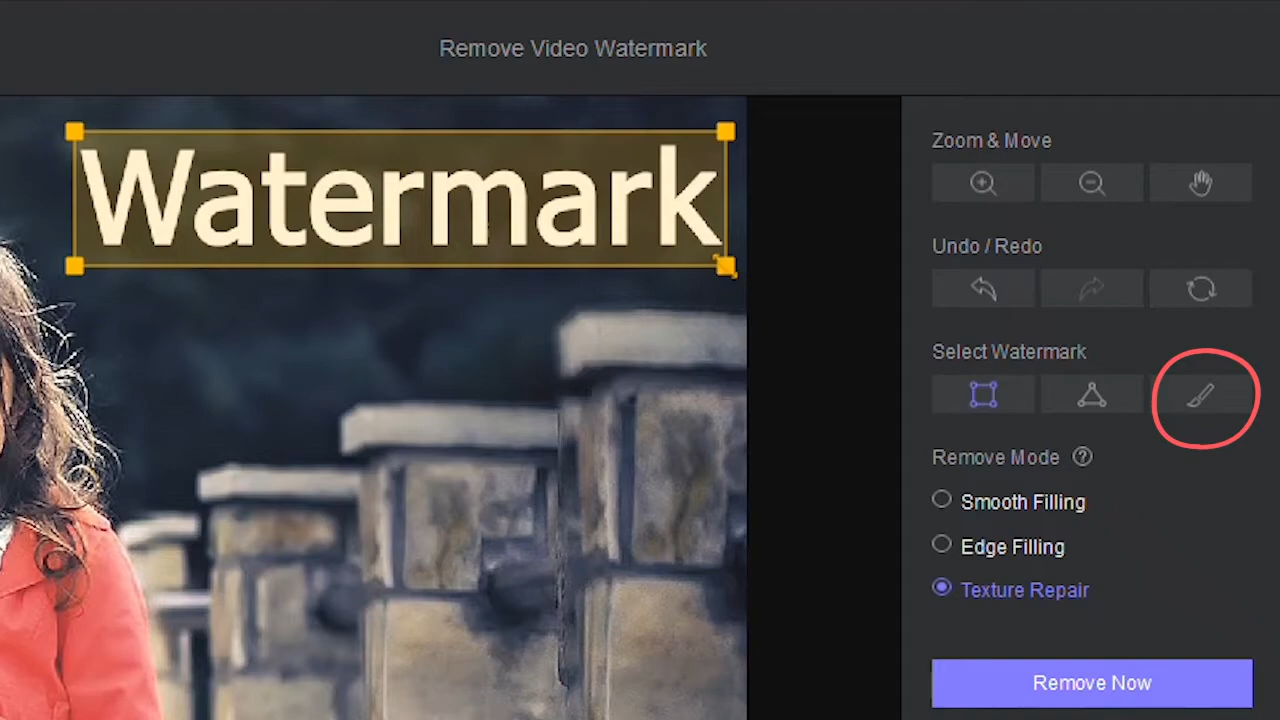 Remove Video Watermark
Watermark
Zoom & Move
Undo / Redo
Select Watermark
Remove Mode
Smooth Filling
Edge Filling
Texture Repair
Remove Now